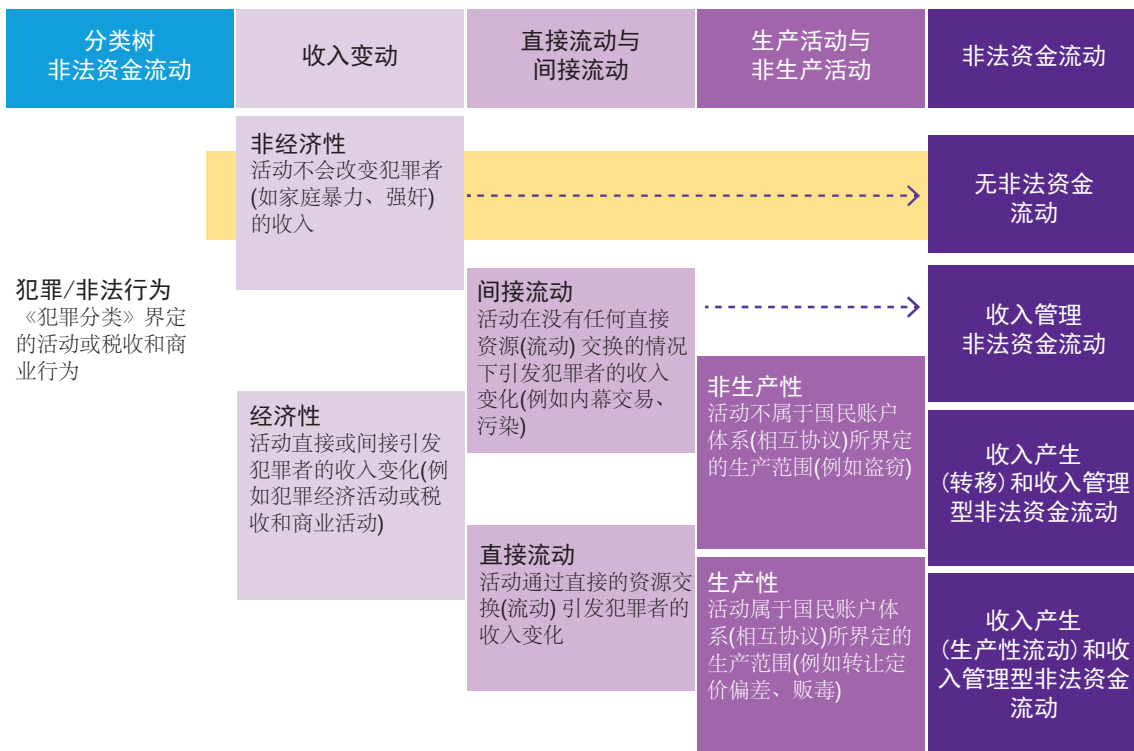 分类树
非法资金流动
收入变动
直接流动与
间接流动
生产活动与
非生产活动
非法资金流动
犯罪/非法行为
《犯罪分类》界定
的活动或税收和商
业行为
非经济性
活动不会改变犯罪者
(如家庭暴力、强奸)
的收入
经济性
活动直接或间接引发
犯罪者的收入变化(例
如犯罪经济活动或税
收和商业活动)
间接流动
活动在没有任何直接
资源(流动) 交换的情况
下引发犯罪者的收入
变化(例如内幕交易、
污染)
直接流动
活动通过直接的资源交
换(流动) 引发犯罪者的
收入变化
非生产性
活动不属于国民账户
体系(相互协议)所界定
的生产范围(例如盗窃)
生产性
活动属于国民账户体
系(相互协议)所界定的
生产范围(例如转让定
价偏差、贩毒)
无非法资金
流动
收入管理
非法资金流动
收入产生
(转移) 和收入管理
型非法资金流动
收入产生
(生产性流动) 和收
入管理型非法资金
流动